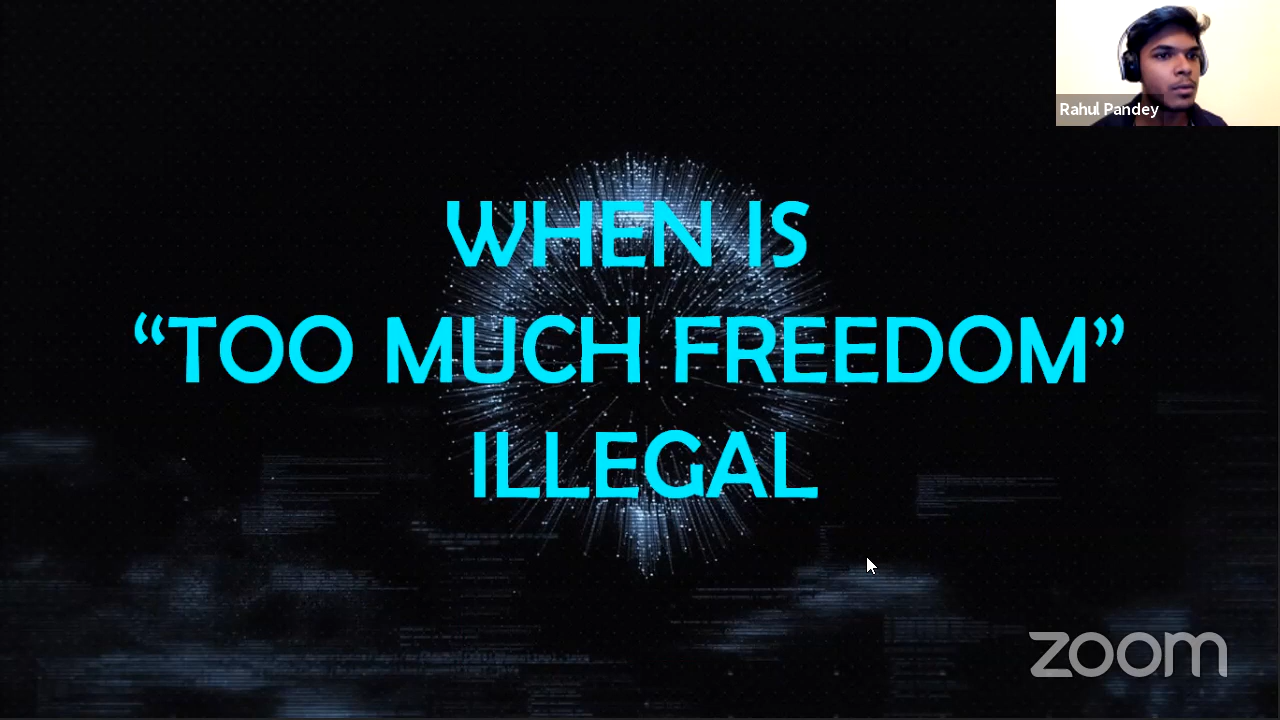 Rahul Pandey
WHEN IS
“TOO MUCH FREEDOM”
ILLEGAL
zoom